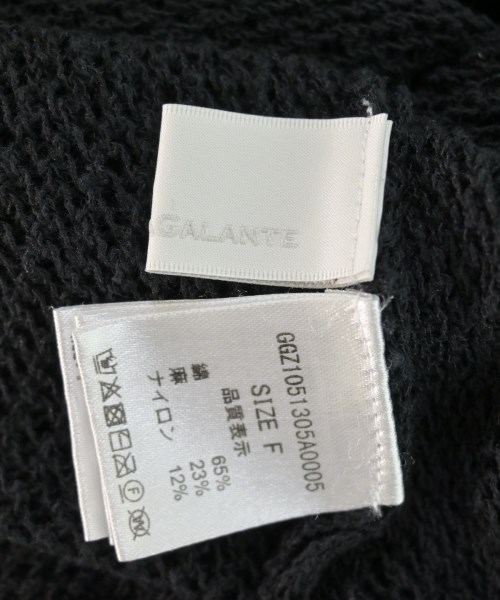 GALANTE
GGZ1051305A0005
SIZE F
品質表示
綿 65%
麻 23%
ナイロン 12%